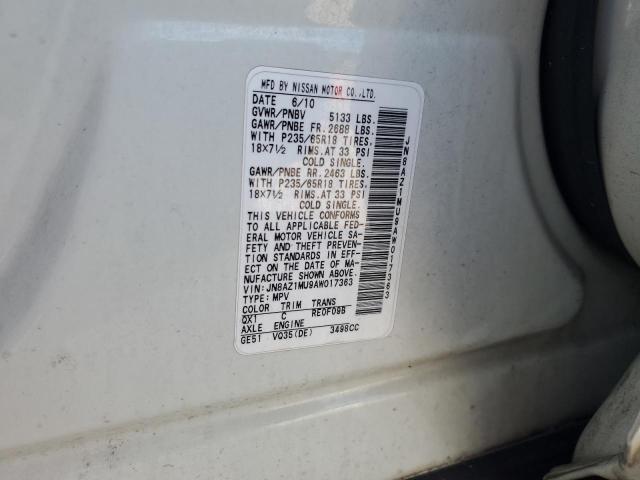 MFD BY NISSAN MOTOR CO.,LTD.
DATE 6/10
GVWR/PNBV 5133 LBS.
GAWR/PNBE FR. 2688 LBS.
WITH P235/65R18 TIRES.
18X7½ RIMS. AT 33 PSI
COLD SINGLE.
GAWR/PNBE RR. 2463 LBS.
WITH P235/65R18 TIRES.
18X7½ RIMS. AT 33 PSI
COLD SINGLE.
THIS VEHICLE CONFORMS
TO ALL APPLICABLE FED-
ERAL MOTOR VEHICLE SA-
FETY AND THEFT PREVEN-
TION STANDARDS IN EFF-
ECT ON THE DATE OF MA-
NUFACTURE SHOWN ABOVE.
VIN: JN8AZ1MU9AW017363
TYPE: MPV
COLOR TRIM TRANS
QX1 C RE0F09B
AXLE ENGINE
GE51 VQ35(DE) 3498CC
JN8AZ1MU9AW017363